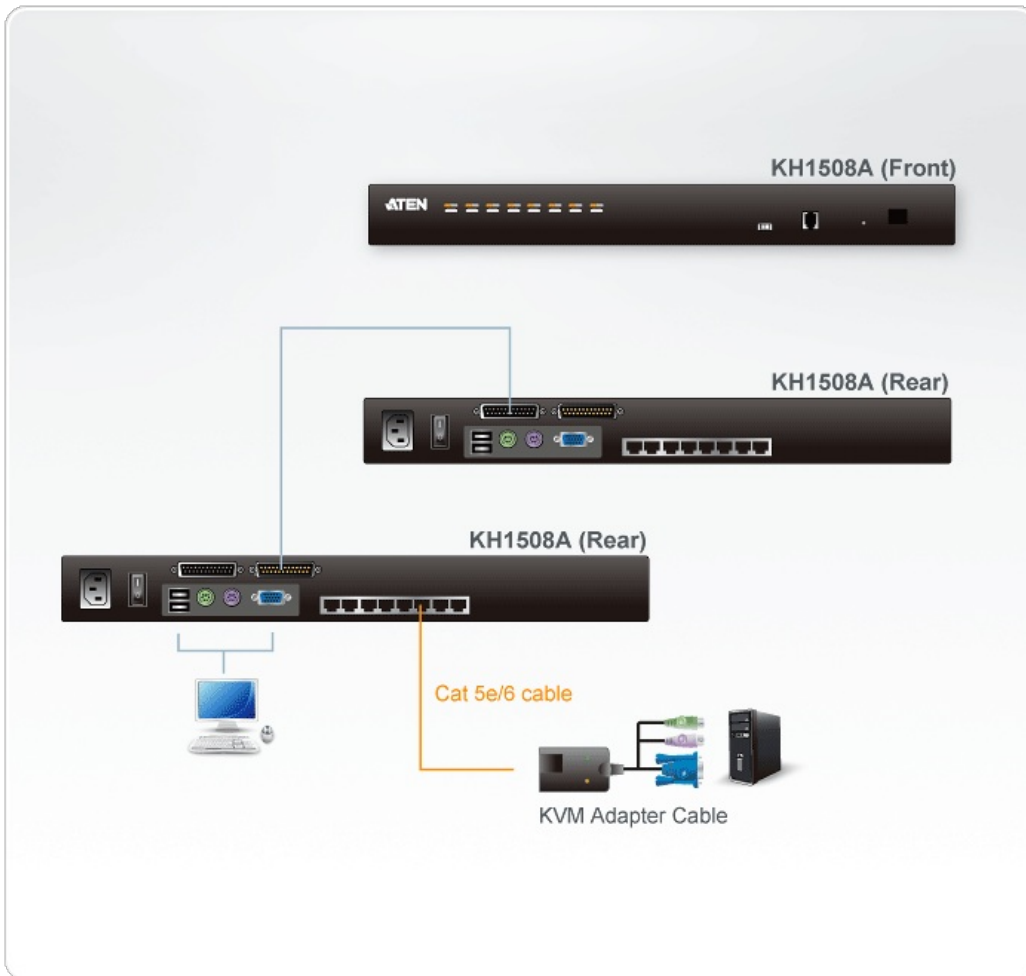 KH1508A (Front)
ATEN
KH1508A (Rear)
KH1508A (Rear)
Cat 5e/6 cable
KVM Adapter Cable